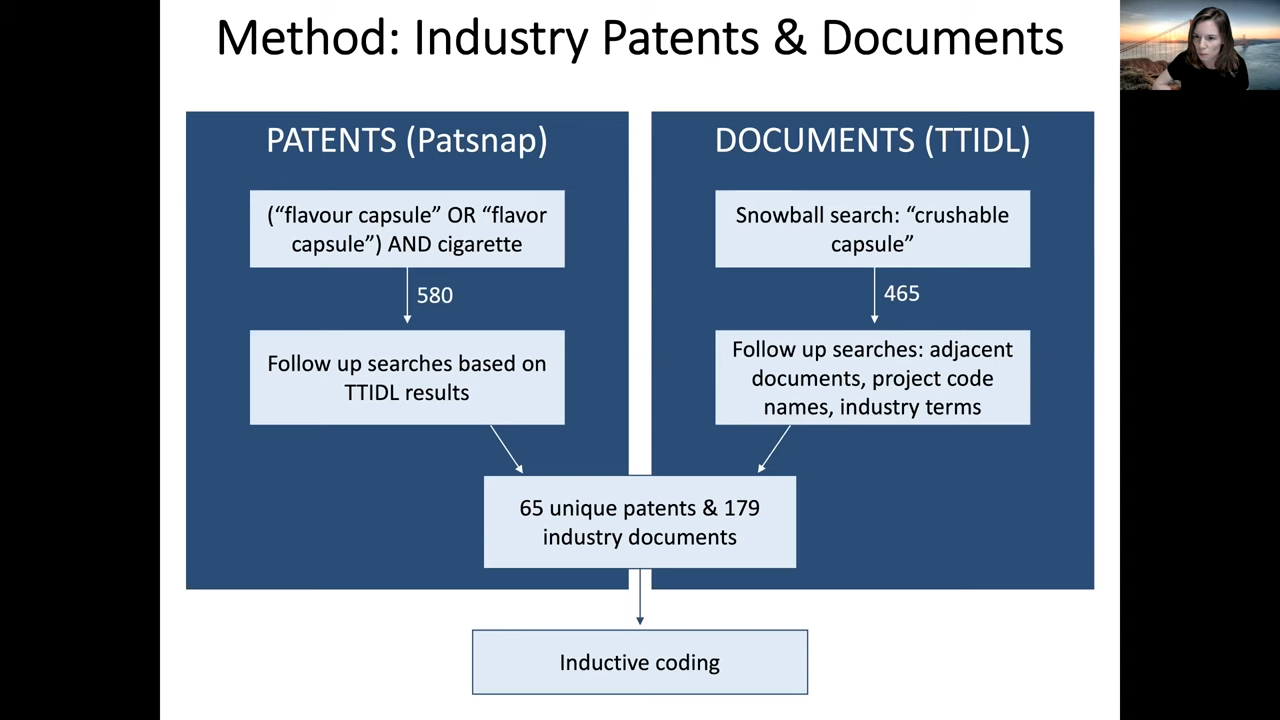 Method: Industry Patents & Documents
PATENTS (Patsnap)
(“flavour capsule” OR “flavor
capsule”) AND cigarette
580
Follow up searches based on
TTIDL results
DOCUMENTS (TTIDL)
Snowball search: “crushable
capsule”
465
Follow up searches: adjacent
documents, project code
names, industry terms
65 unique patents & 179
industry documents
Inductive coding